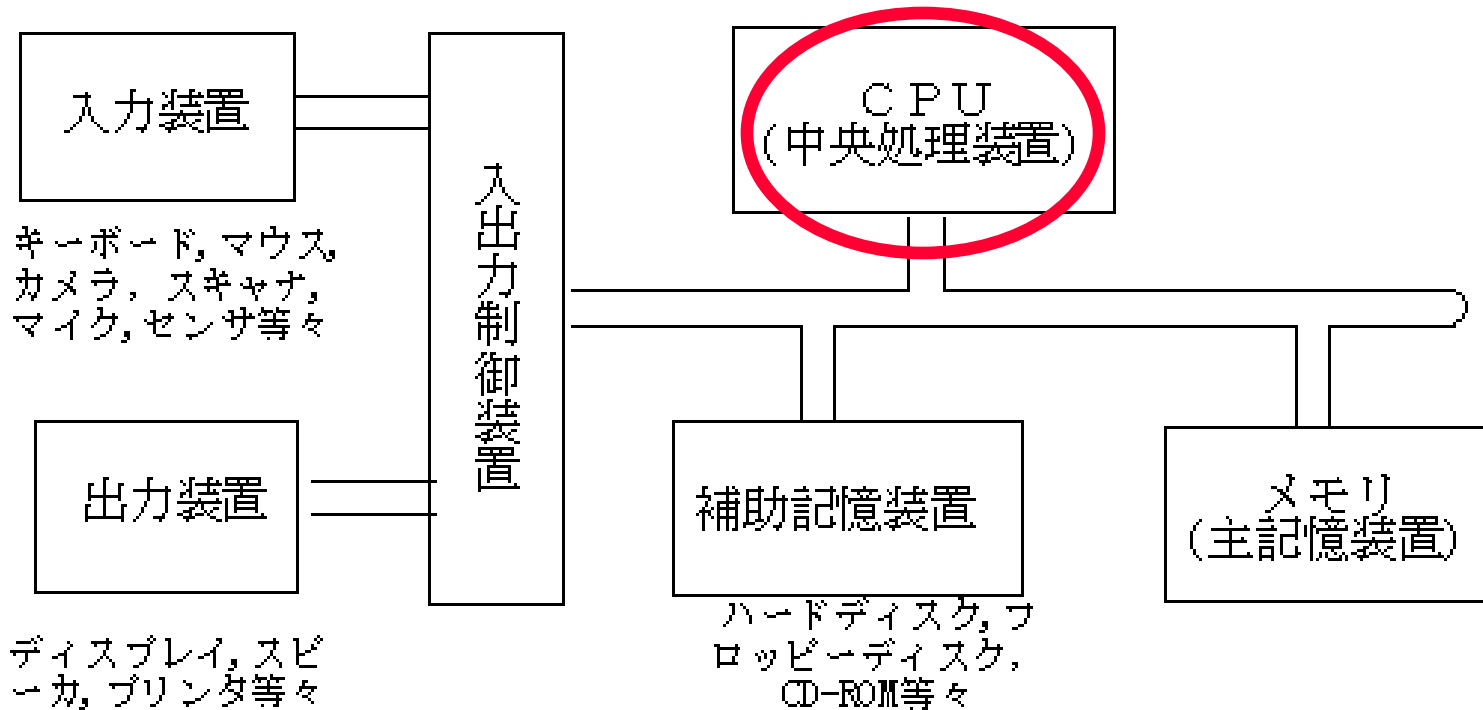 入力装置
キーボード,マウス,
カメラ,スキャナ,
マイク,センサ等々
入出力制御装置
CPU
(中央処理装置)
出力装置
ディスプレイ,スピ
ーカ,プリンタ等々
補助記憶装置
ハードディスク,フ
ロッピーディスク,
CD-ROM等々
メモリ
(主記憶装置)